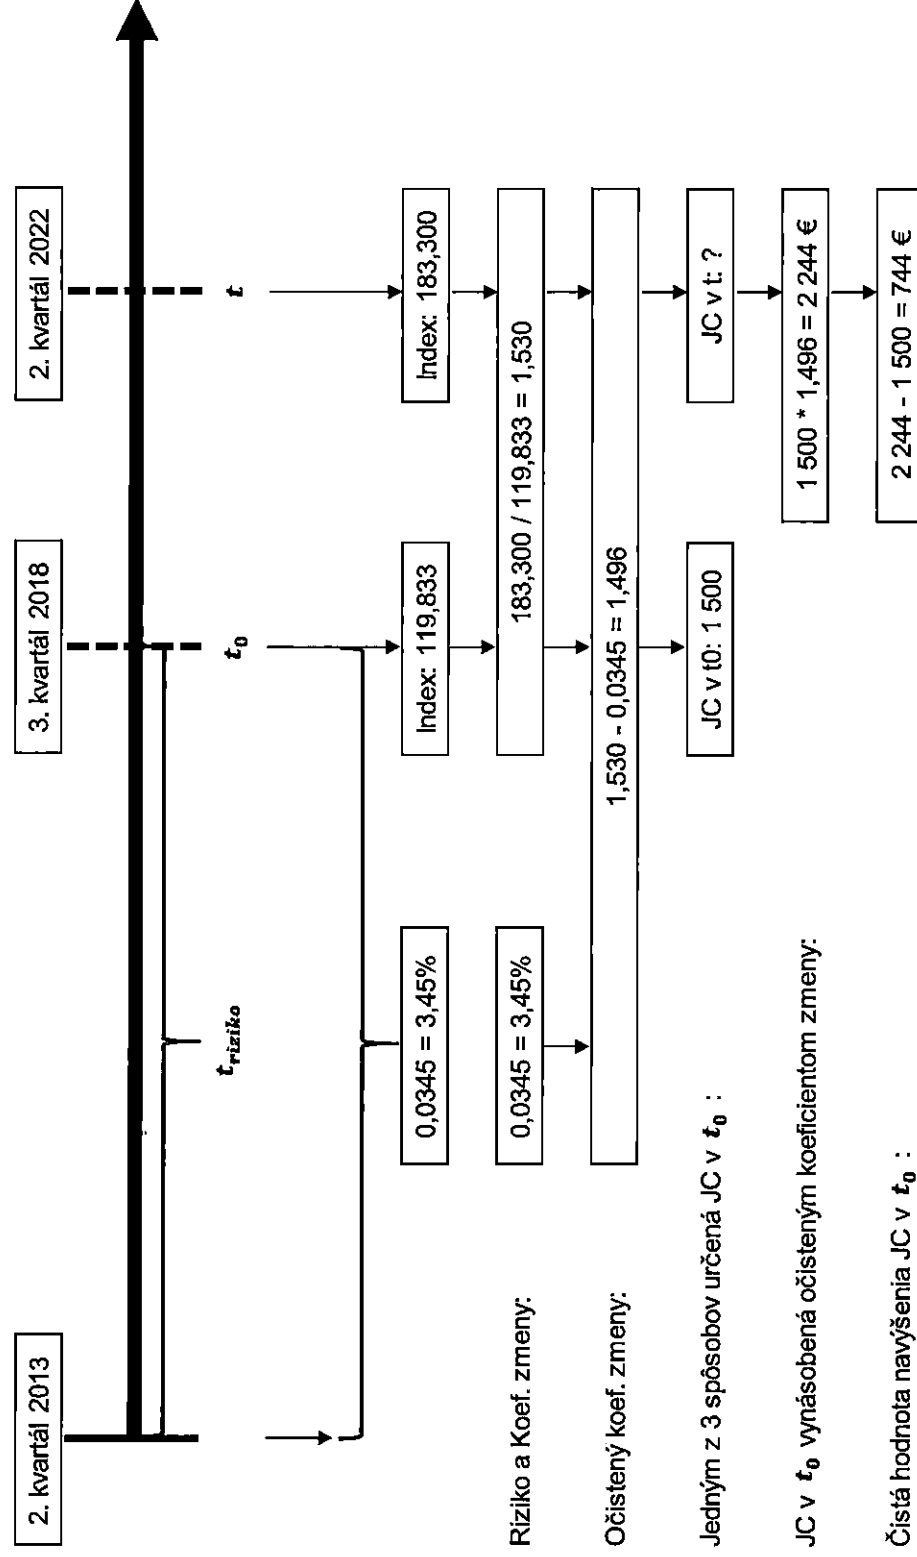 2. kvartál 2013
3. kvartál 2018
2. kvartál 2022
t_riziko
t_0
t
0,0345 = 3,45%
Index: 119,833
Index: 183,300
Riziko a Koef. zmeny:
0,0345 = 3,45%
183,300 / 119,833 = 1,530
Očistený koef. zmeny:
1,530 - 0,0345 = 1,496
Jedným z 3 spôsobov určená JC v t_0 :
JC v t0: 1 500
JC v t: ?
JC v t_0 vynásobená očisteným koeficientom zmeny:
1 500 * 1,496 = 2 244 €
Čistá hodnota navýšenia JC v t_0 :
2 244 - 1 500 = 744 €